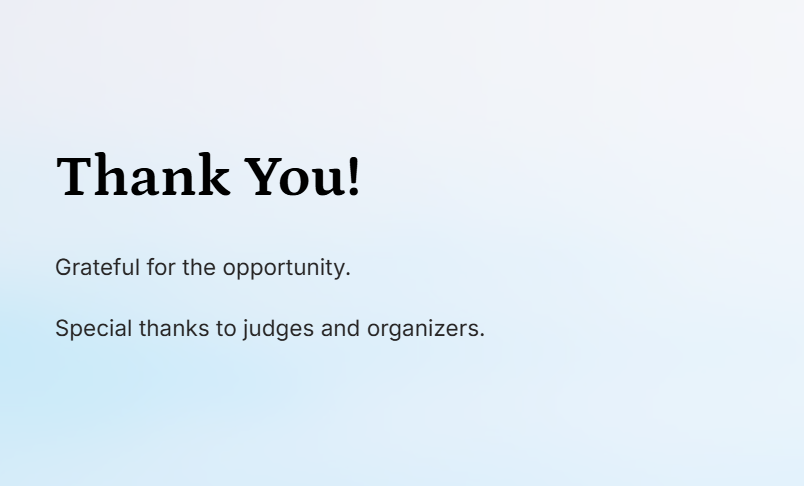 Thank You!
Grateful for the opportunity.
Special thanks to judges and organizers.